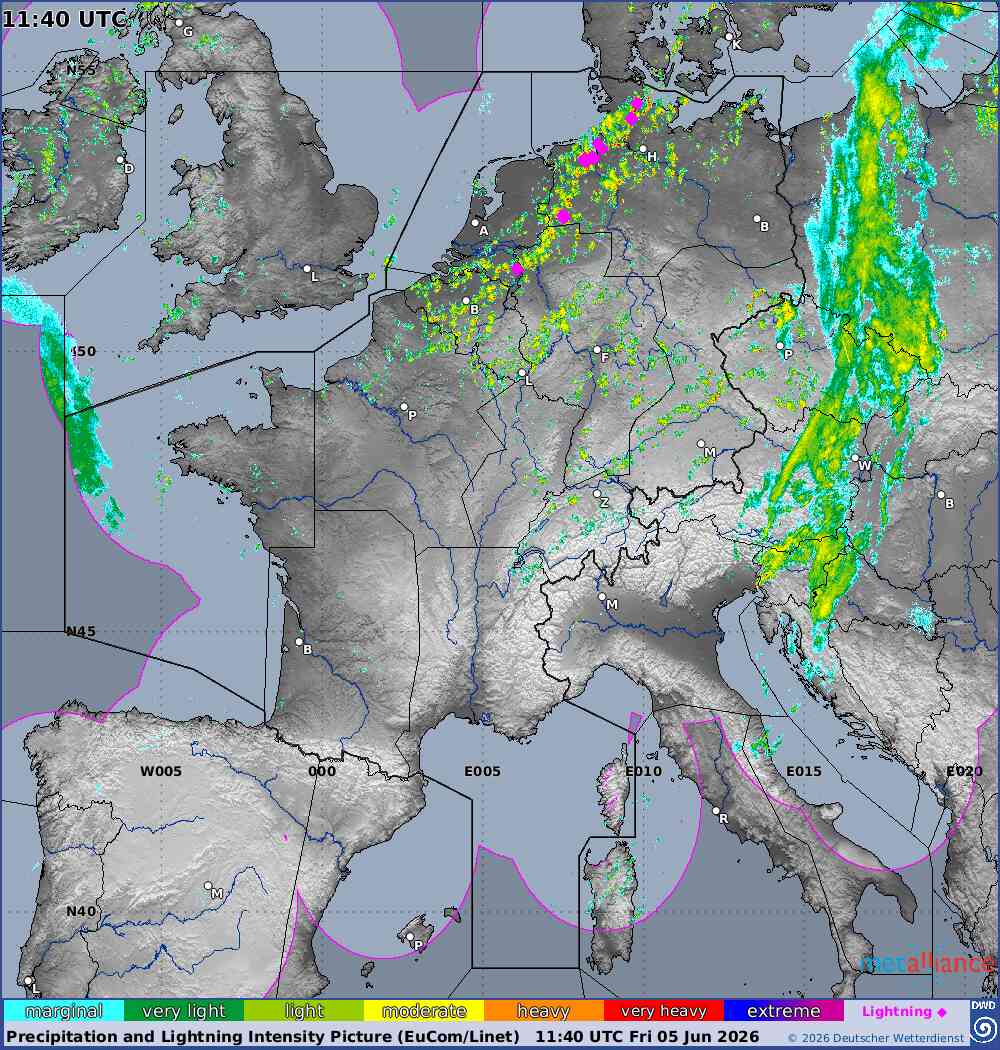 11:40 UTC
G
K
N55
D
H
A
B
L
B
N50
P
F
L
P
M
W
Z
B
M
N45
B
W005
000
E005
E010
E015
E020
R
M
N40
P
L
metalliance
marginal
very light
light
moderate
heavy
very heavy
extreme
Lightning
DWD
Precipitation and Lightning Intensity Picture (EuCom/Linet) 11:40 UTC Fri 05 Jun 2026
© 2026 Deutscher Wetterdienst